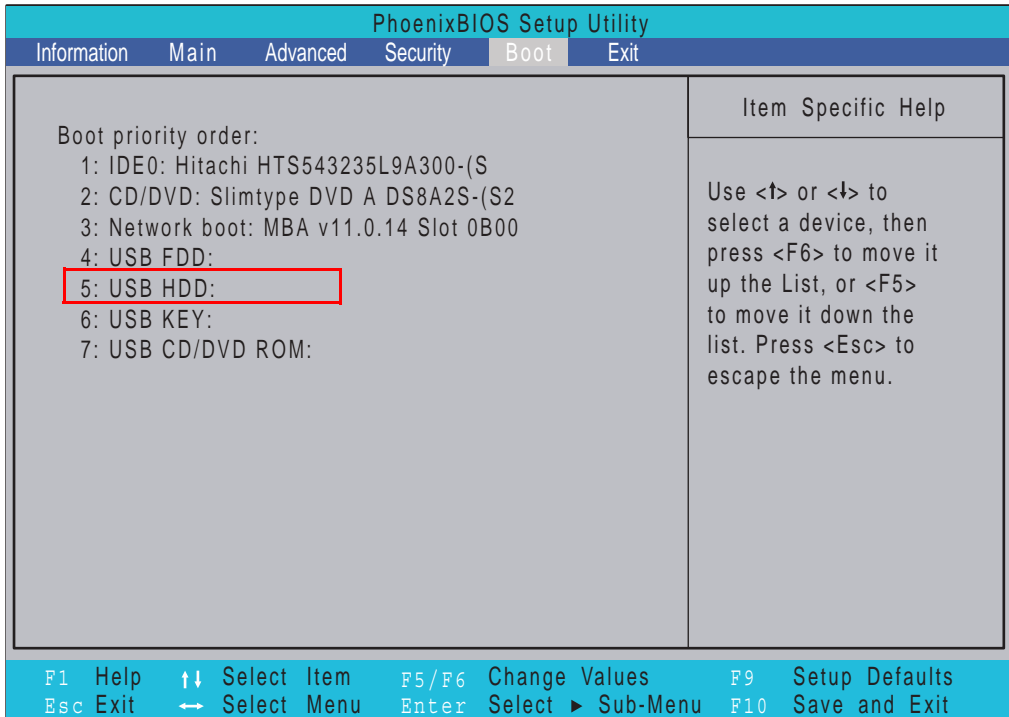 PhoenixBIOS Setup Utility
Information Main Advanced Security Boot Exit
Boot priority order:
1: IDE0: Hitachi HTS543235L9A300-(S
2: CD/DVD: Slimtype DVD A DS8A2S-(S2
3: Network boot: MBA v11.0.14 Slot 0B00
4: USB FDD:
5: USB HDD:
6: USB KEY:
7: USB CD/DVD ROM:
Item Specific Help
Use <↑> or <↓> to
select a device, then
press <F6> to move it
up the List, or <F5>
to move it down the
list. Press <Esc> to
escape the menu.
F1 Help ↑↓ Select Item F5/F6 Change Values F9 Setup Defaults
Esc Exit ↔ Select Menu Enter Select ► Sub-Menu F10 Save and Exit